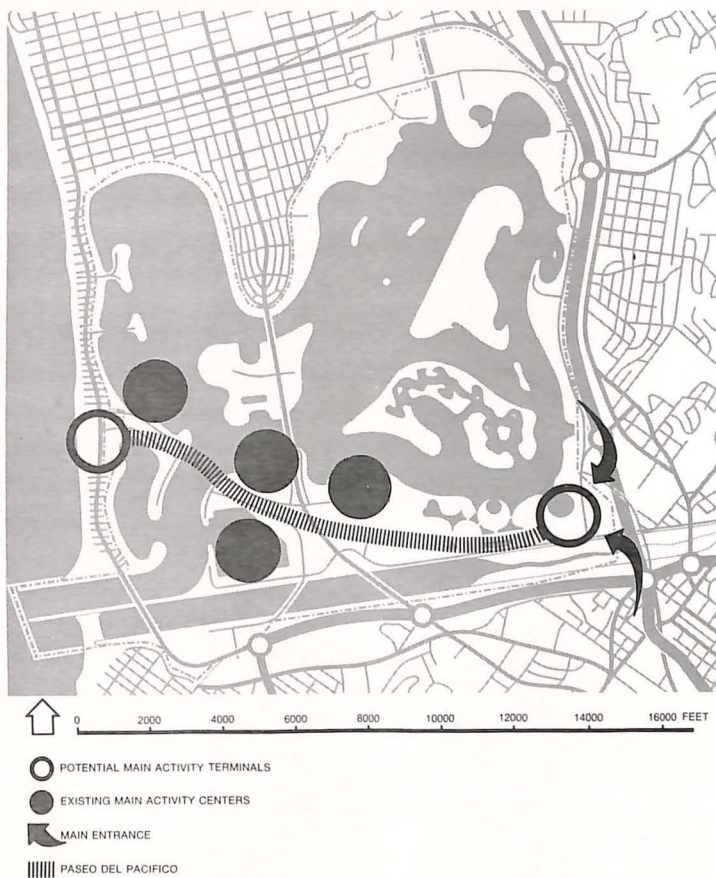 0 2000 4000 6000 8000 10000 12000 14000 16000 FEET
POTENTIAL MAIN ACTIVITY TERMINALS
EXISTING MAIN ACTIVITY CENTERS
MAIN ENTRANCE
PASEO DEL PACIFICO